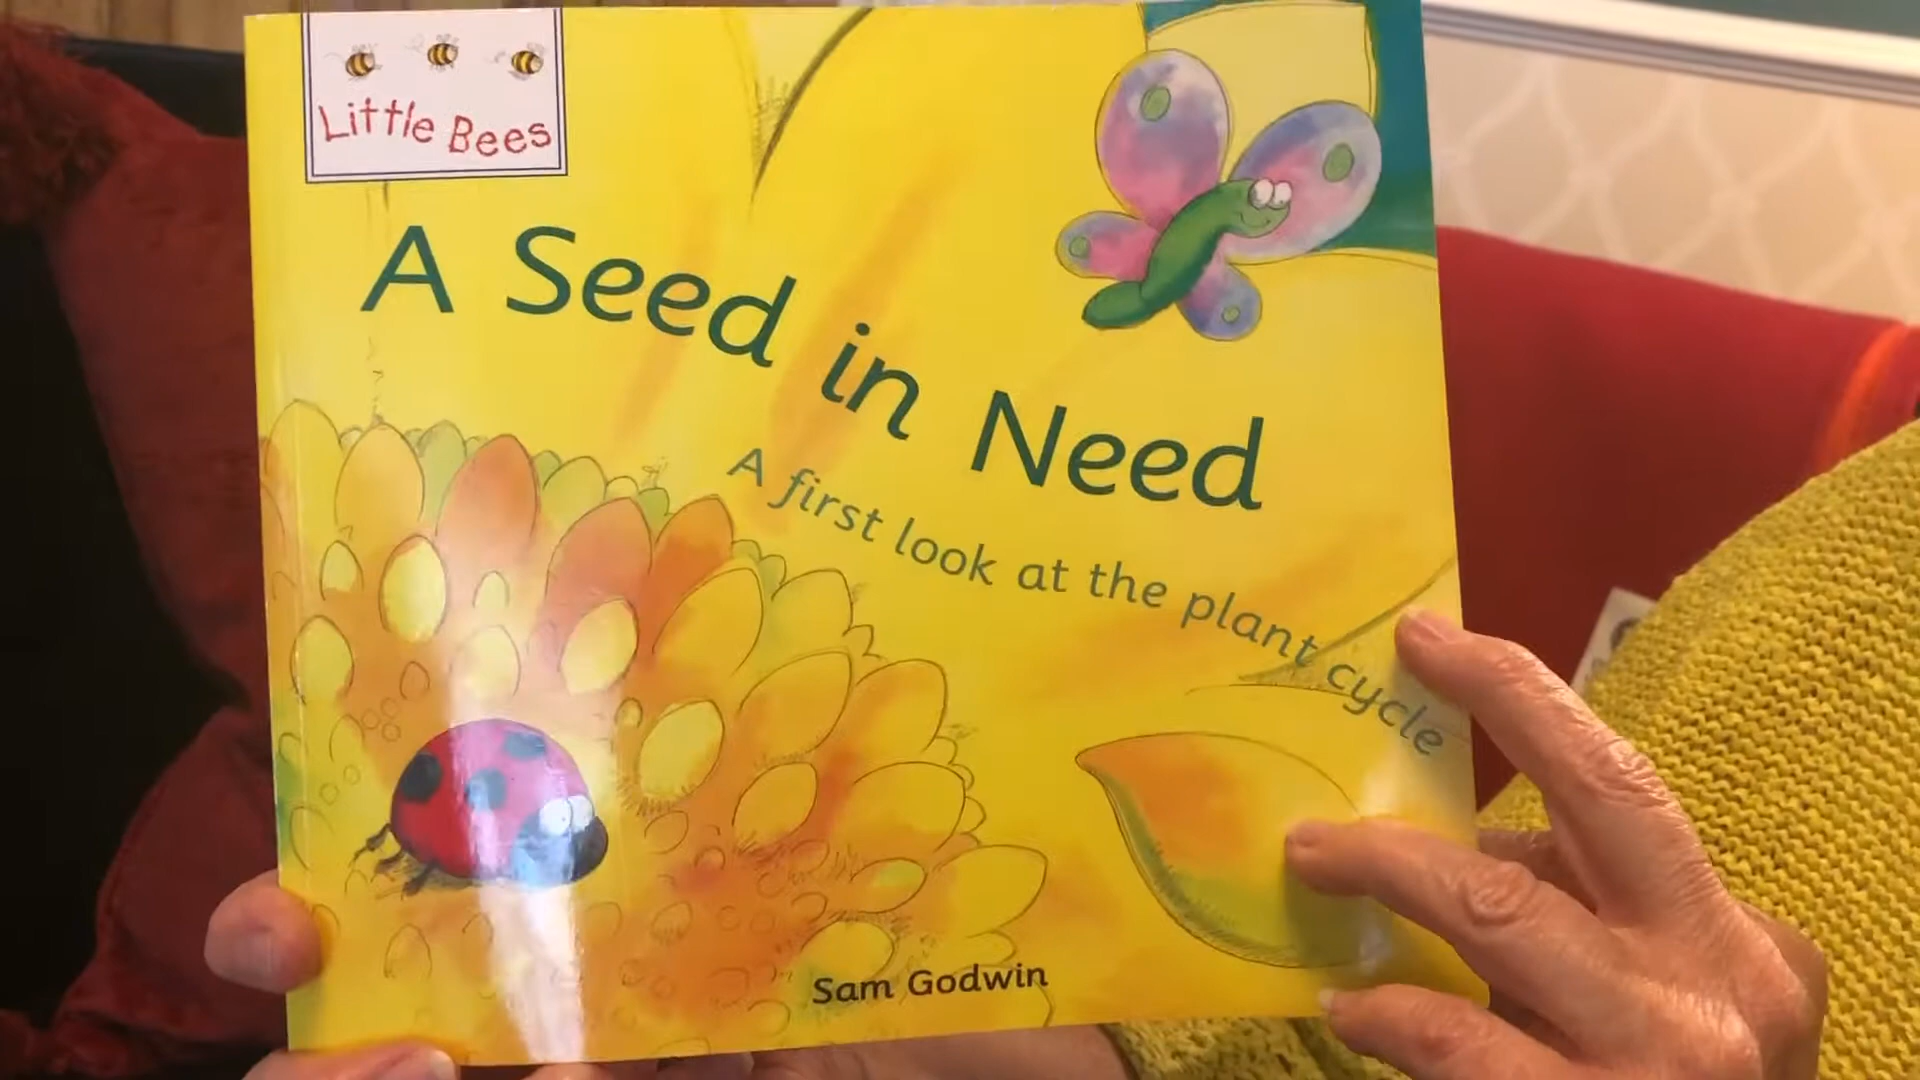 Little Bees
A Seed in Need
A first look at the plant cycle
Sam Godwin